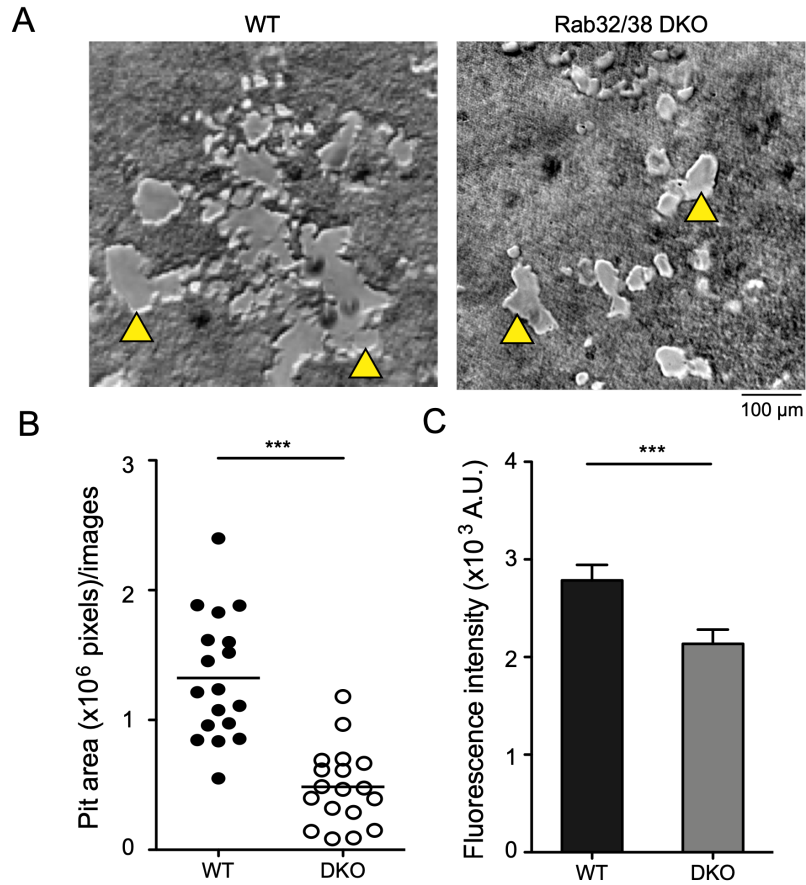 A
WT
Rab32/38 DKO
100 µm
B
***
Pit area (x10⁶ pixels)/images
3
2
1
0
WT
DKO
C
***
Fluorescence intensity (x10³ A.U.)
4
3
2
1
0
WT
DKO